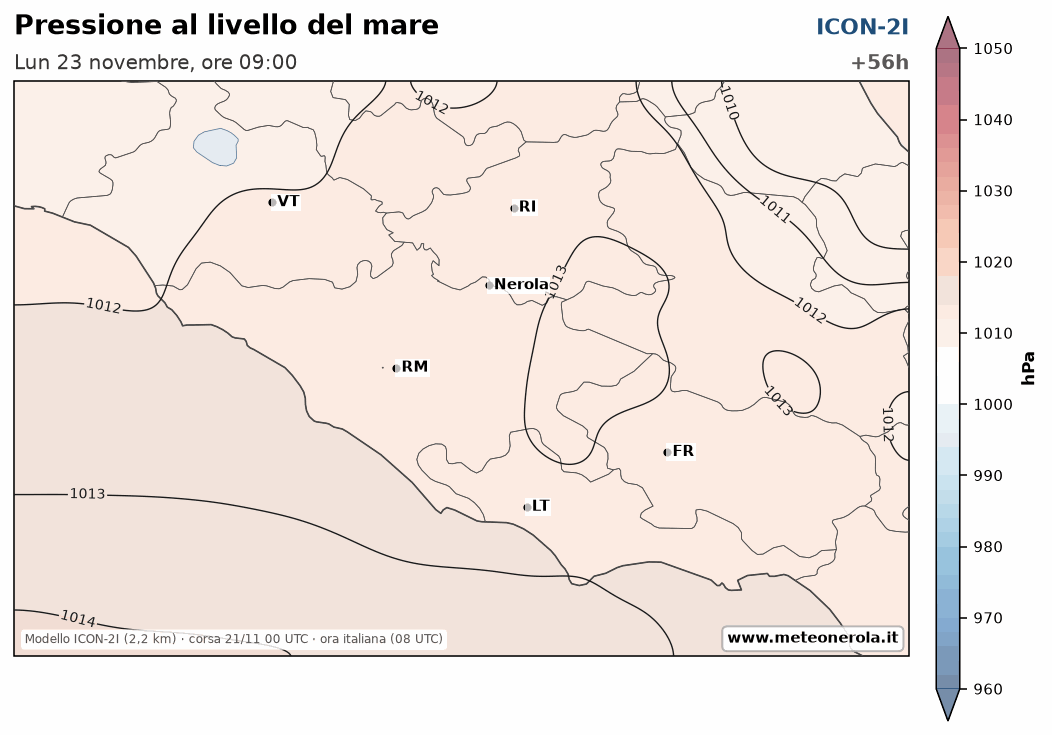 Pressione al livello del mare
ICON-2I
Lun 23 novembre, ore 09:00
+56h
1012
1010
VT
RI
1011
Nerola
1013
1012
1012
RM
1013
1012
FR
1013
LT
1014
Modello ICON-2I (2,2 km) · corsa 21/11 00 UTC · ora italiana (08 UTC)
www.meteonerola.it
1050
1040
1030
1020
1010
1000
990
980
970
960
hPa